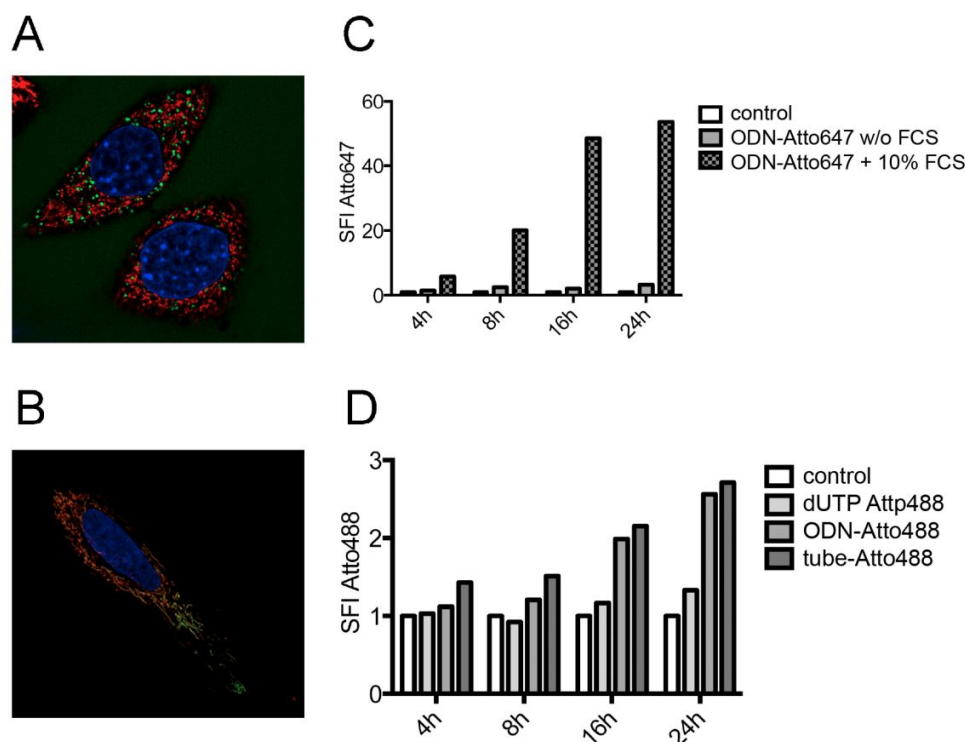 A
C
60
40
20
0
SFI Atto647
4h
8h
16h
24h
control
ODN-Atto647 w/o FCS
ODN-Atto647 + 10% FCS
B
D
3
2
1
0
SFI Atto488
4h
8h
16h
24h
control
dUTP Attp488
ODN-Atto488
tube-Atto488